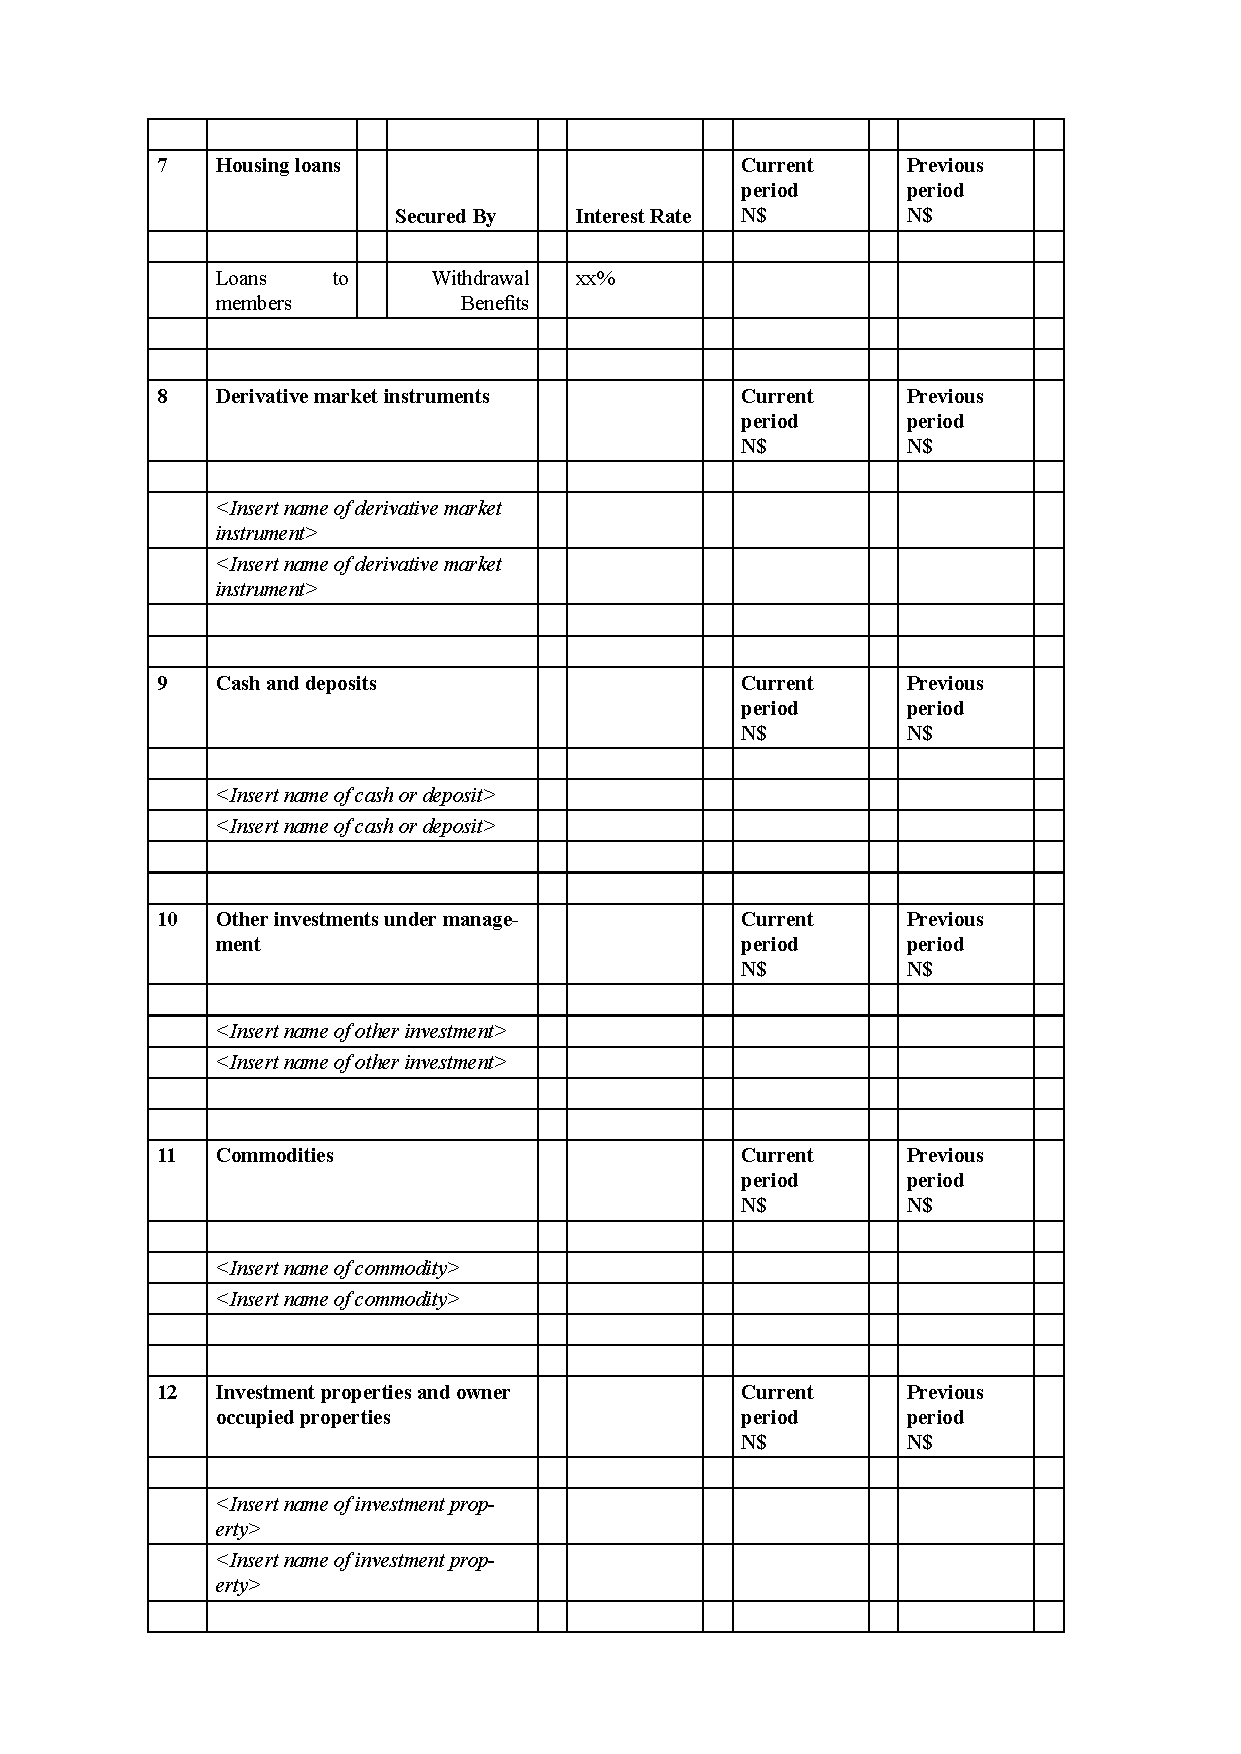 7 Housing loans Secured By Interest Rate Current period N$ Previous period N$
Loans to members Withdrawal Benefits xx%
8 Derivative market instruments Current period N$ Previous period N$
<Insert name of derivative market
instrument>
<Insert name of derivative market
instrument>
9 Cash and deposits Current period N$ Previous period N$
<Insert name of cash or deposit>
<Insert name of cash or deposit>
10 Other investments under manage-
ment Current period N$ Previous period N$
<Insert name of other investment>
<Insert name of other investment>
11 Commodities Current period N$ Previous period N$
<Insert name of commodity>
<Insert name of commodity>
12 Investment properties and owner
occupied properties Current period N$ Previous period N$
<Insert name of investment prop-
erty>
<Insert name of investment prop-
erty>